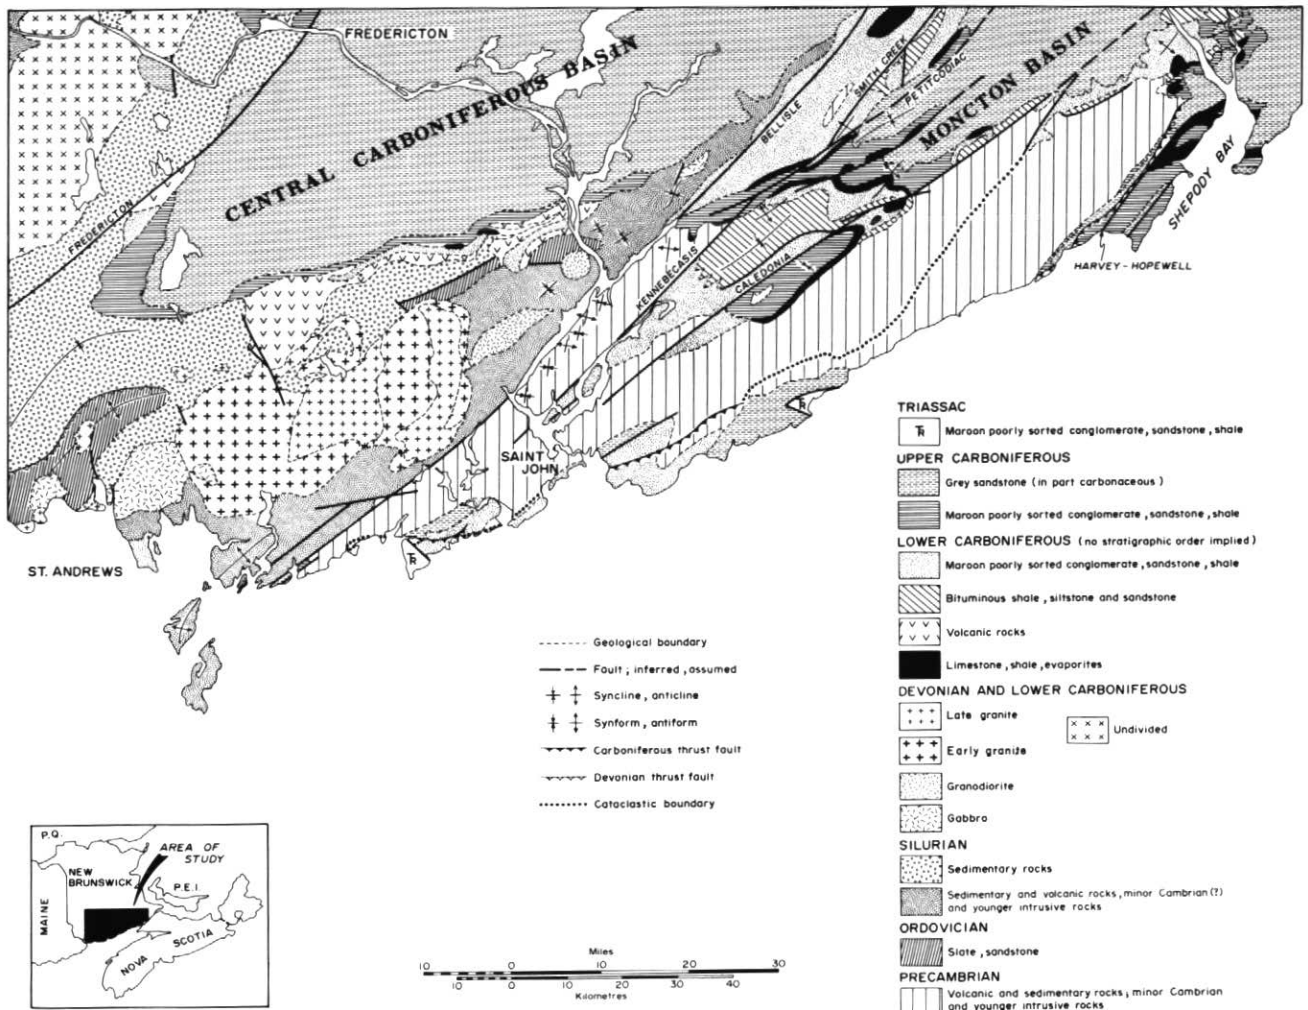 FREDERICTON
CENTRAL CARBONIFEROUS BASIN
FREDERICTON
BELLISLE
SMITH CREEK
PETITCODIAC
MONCTON BASIN
KENNEBECASIS
CALEDONIA
SHEPODY BAY
HARVEY - HOPEWELL
SAINT
JOHN
ST. ANDREWS
TRIASSAC
Maroon poorly sorted conglomerate, sandstone, shale
UPPER CARBONIFEROUS
Grey sandstone (in part carbonaceous)
Maroon poorly sorted conglomerate, sandstone, shale
LOWER CARBONIFEROUS (no stratigraphic order implied)
Maroon poorly sorted conglomerate, sandstone, shale
Bituminous shale, siltstone and sandstone
Volcanic rocks
Limestone, shale, evaporites
DEVONIAN AND LOWER CARBONIFEROUS
Late granite
Undivided
Early granite
Granodiorite
Gabbro
SILURIAN
Sedimentary rocks
Sedimentary and volcanic rocks, minor Cambrian (?)
and younger intrusive rocks
ORDOVICIAN
Slate, sandstone
PRECAMBRIAN
Volcanic and sedimentary rocks, minor Cambrian
and younger intrusive rocks
Geological boundary
Fault; inferred, assumed
Syncline, anticline
Synform, antiform
Carboniferous thrust fault
Devonian thrust fault
Cataclastic boundary
P.Q.
AREA OF
STUDY
NEW
BRUNSWICK
P.E.I.
MAINE
NOVA SCOTIA
Miles
10 0 10 20 30
10 0 10 20 30 40
Kilometres